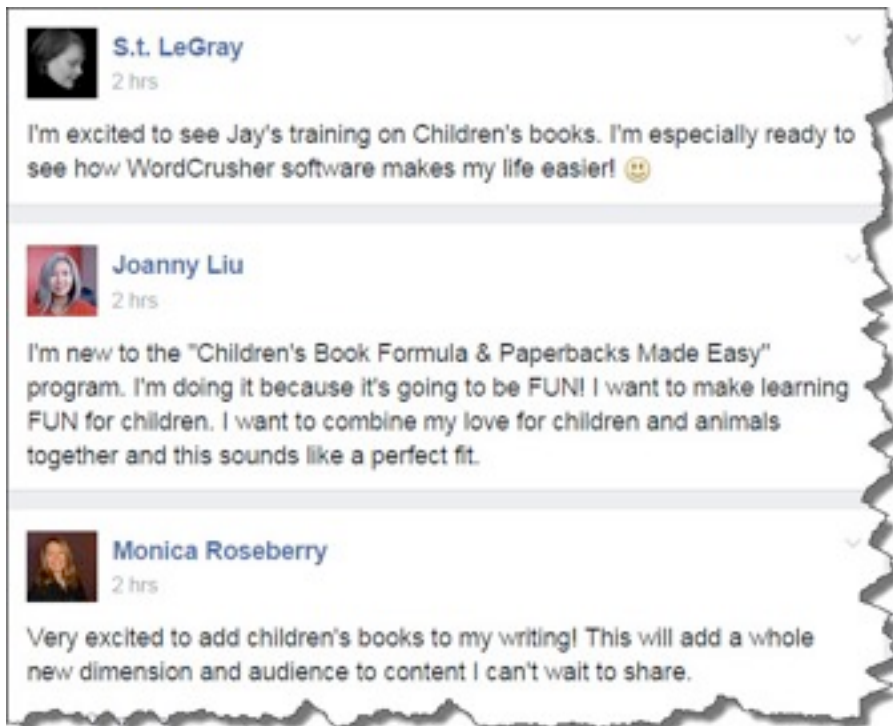 S.t. LeGray
2 hrs
I'm excited to see Jay's training on Children's books. I'm especially ready to
see how WordCrusher software makes my life easier!
Joanny Liu
2 hrs
I'm new to the "Children's Book Formula & Paperbacks Made Easy"
program. I'm doing it because it's going to be FUN! I want to make learning
FUN for children. I want to combine my love for children and animals
together and this sounds like a perfect fit.
Monica Roseberry
2 hrs
Very excited to add children's books to my writing! This will add a whole
new dimension and audience to content I can't wait to share.